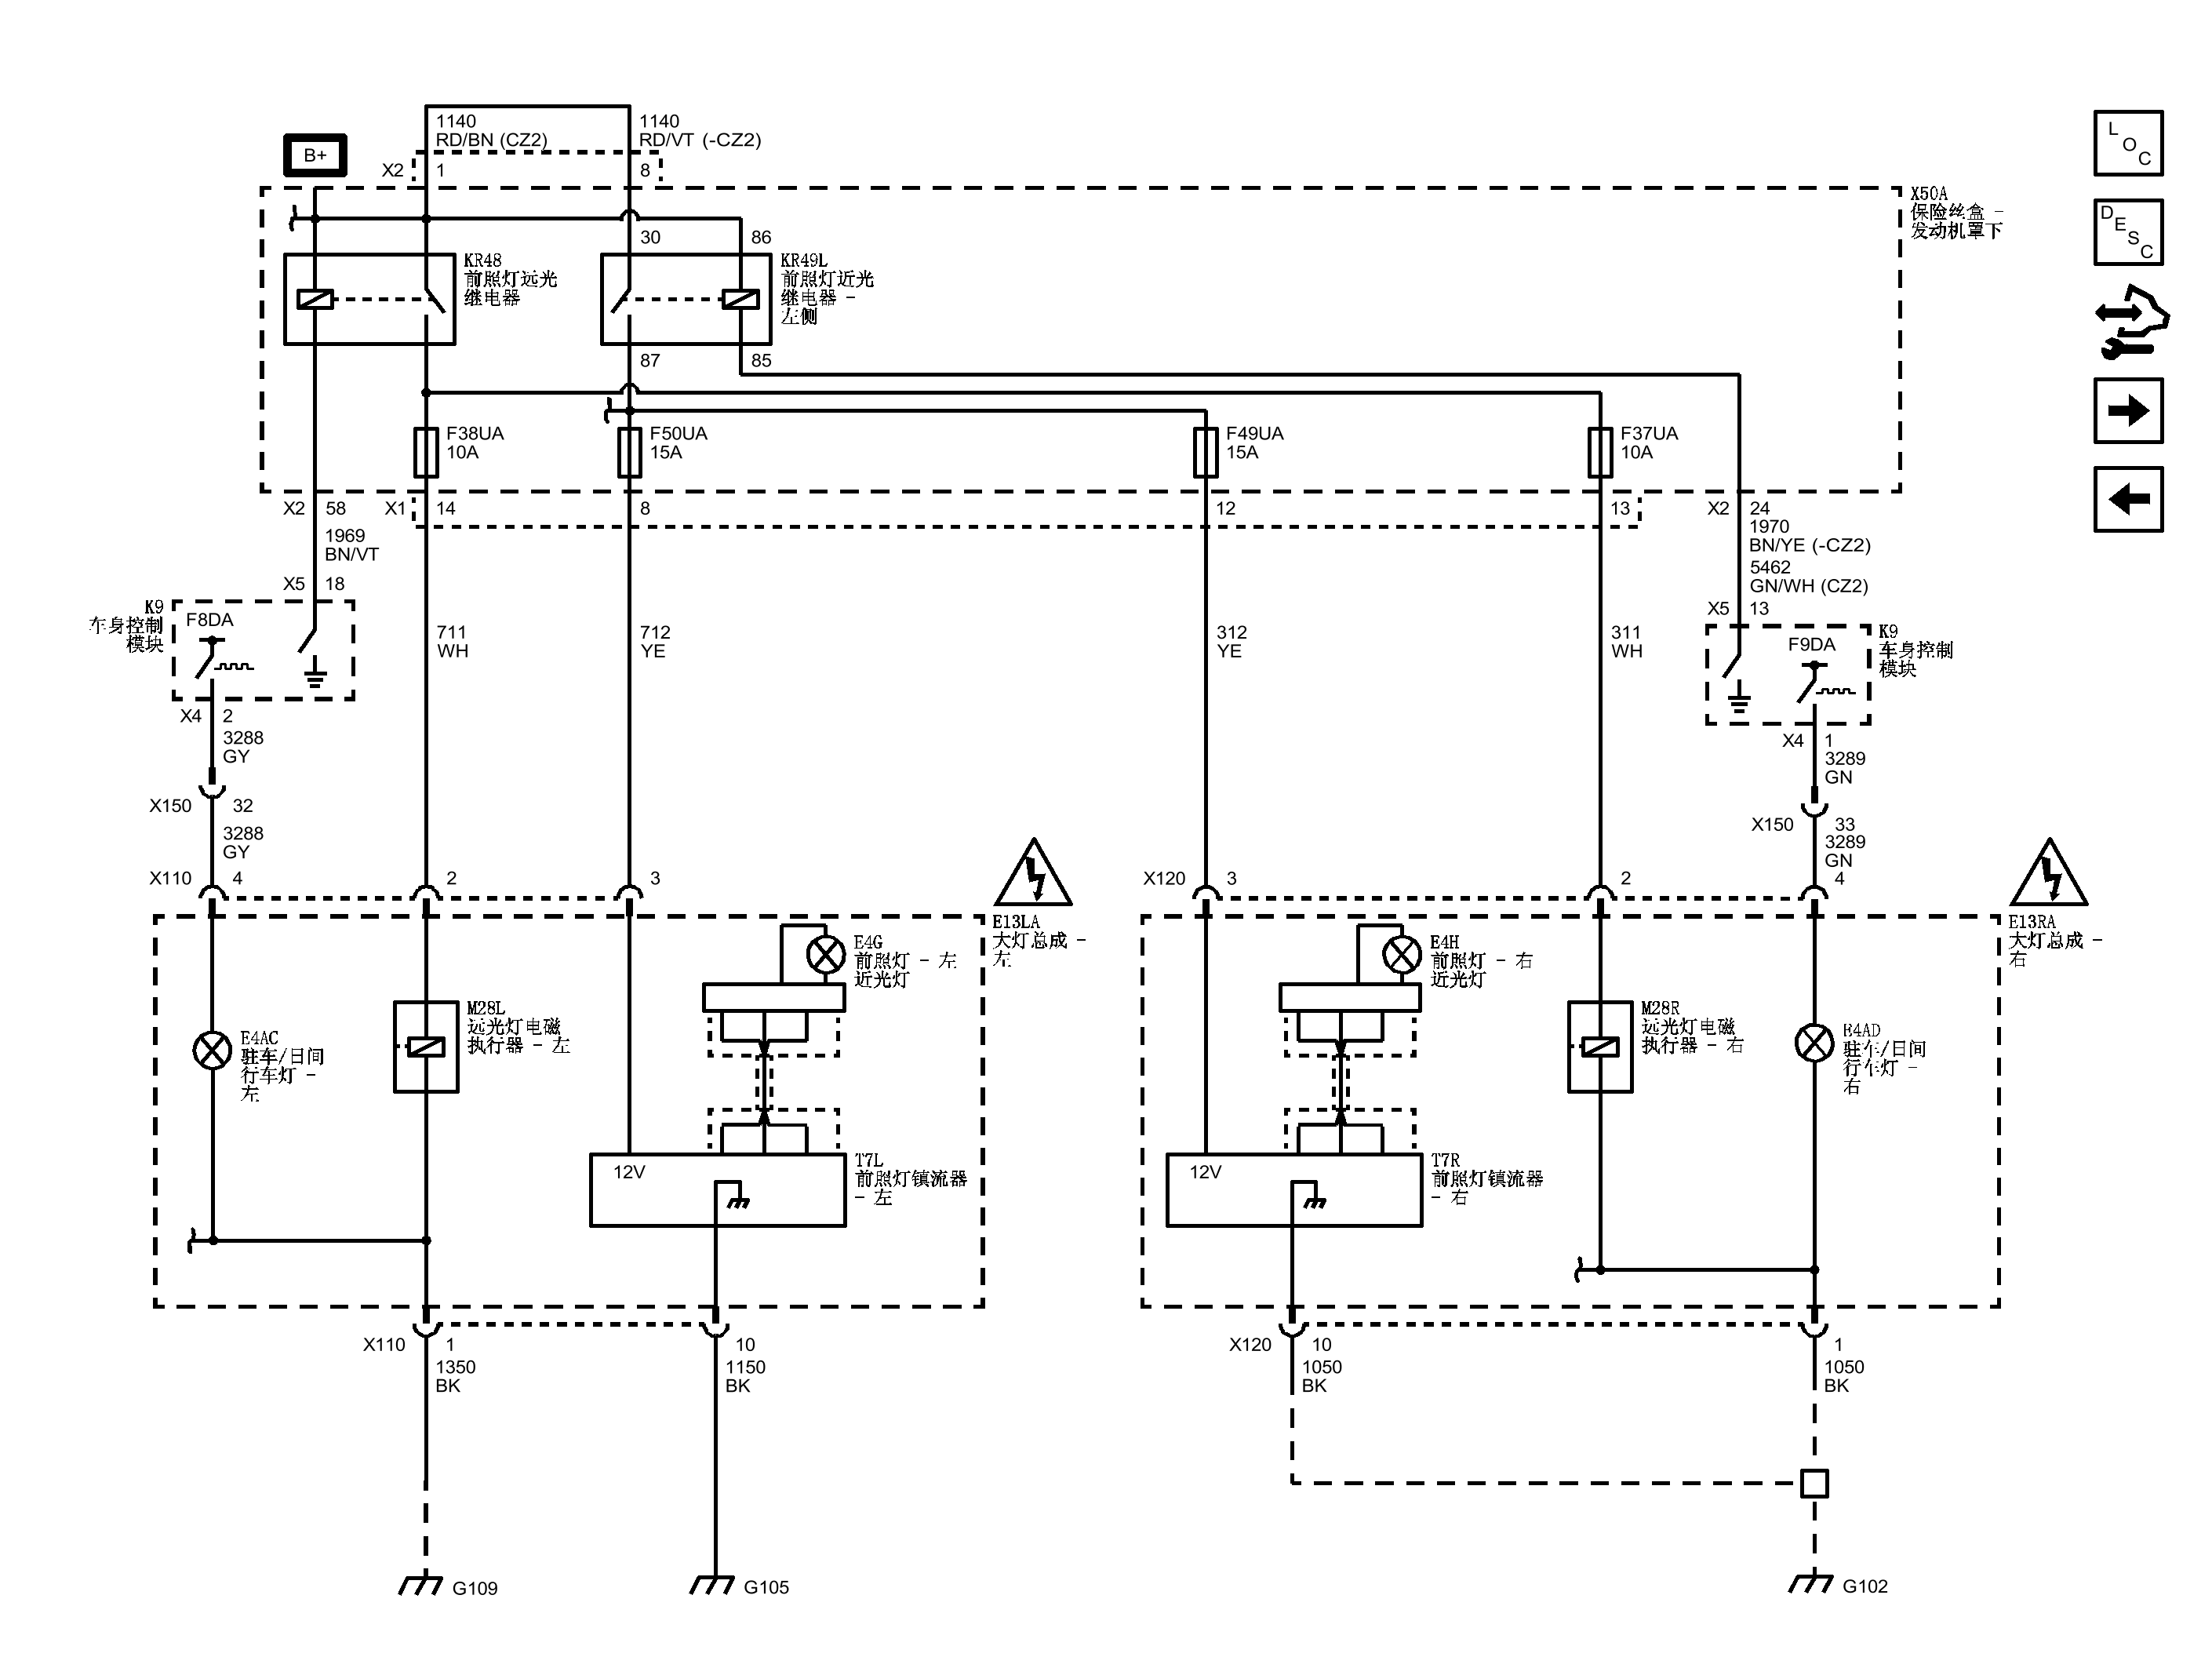 1140
RD/BN (CZ2)
1140
RD/VT (-CZ2)
B+
X2
1
8
X50A
保险丝盒 -
发动机罩下
L
O
C
D
E
S
C
30
86
KR48
前照灯远光
继电器
KR49L
前照灯近光
继电器 -
左侧
87
85
F38UA
10A
F50UA
15A
F49UA
15A
F37UA
10A
X2
58
X1
14
8
12
13
X2
24
1969
BN/VT
1970
BN/YE (-CZ2)
5462
GN/WH (CZ2)
X5
18
X5
13
K9
车身控制
模块
F8DA
711
WH
712
YE
312
YE
311
WH
F9DA
K9
车身控制
模块
X4
2
3288
GY
X4
1
3289
GN
X150
32
X150
33
3288
GY
3289
GN
X110
4
2
3
X120
3
2
4
E13LA
大灯总成 -
左
E13RA
大灯总成 -
右
E4G
前照灯 - 左
近光灯
E4H
前照灯 - 右
近光灯
M28L
远光灯电磁
执行器 - 左
M28R
远光灯电磁
执行器 - 右
E4AC
驻车/日间
行车灯 -
左
E4AD
驻车/日间
行车灯 -
右
12V
T7L
前照灯镇流器
- 左
12V
T7R
前照灯镇流器
- 右
X110
1
10
X120
10
1
1350
BK
1150
BK
1050
BK
1050
BK
G109
G105
G102